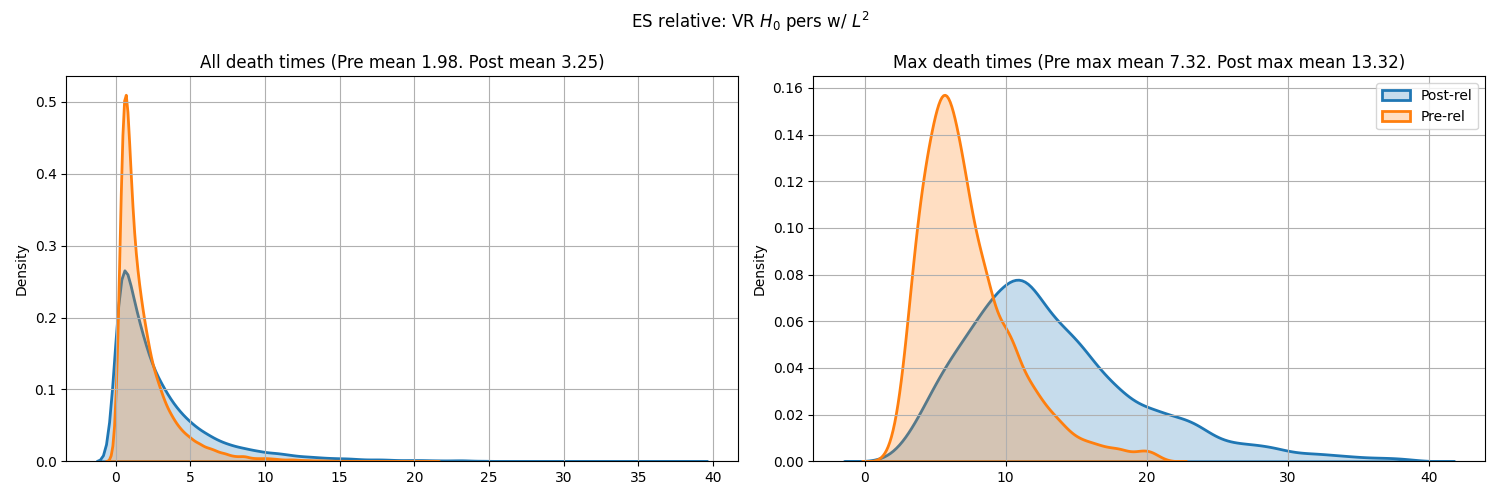 ES relative: VR H₀ pers w/ L²
All death times (Pre mean 1.98. Post mean 3.25)
Density
0.5
0.4
0.3
0.2
0.1
0.0
0 5 10 15 20 25 30 35 40
Max death times (Pre max mean 7.32. Post max mean 13.32)
Density
0.16
0.14
0.12
0.10
0.08
0.06
0.04
0.02
0.00
0 10 20 30 40
Post-rel
Pre-rel